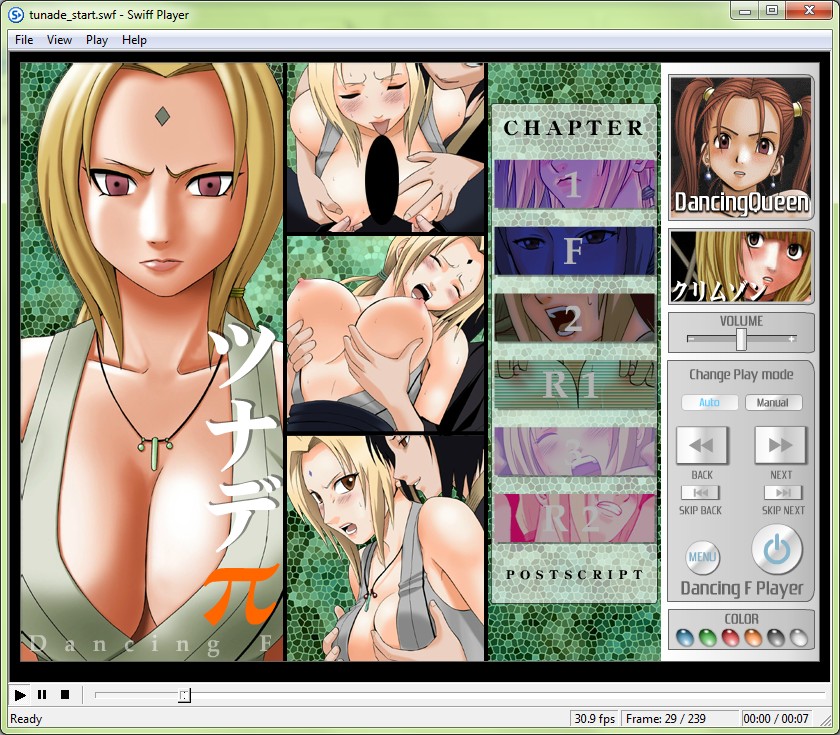 tunade_start.swf - Swiff Player
File View Play Help
ツナデ
π
Dancing F
CHAPTER
1
F
2
R 1
3
R 2
POSTSCRIPT
DancingQueen
クリムゾン
VOLUME
- +
Change Play mode
Auto Manual
BACK NEXT
SKIP BACK SKIP NEXT
MENU
Dancing F Player
COLOR
Ready 30.9 fps Frame: 29 / 239 00:00 / 00:07